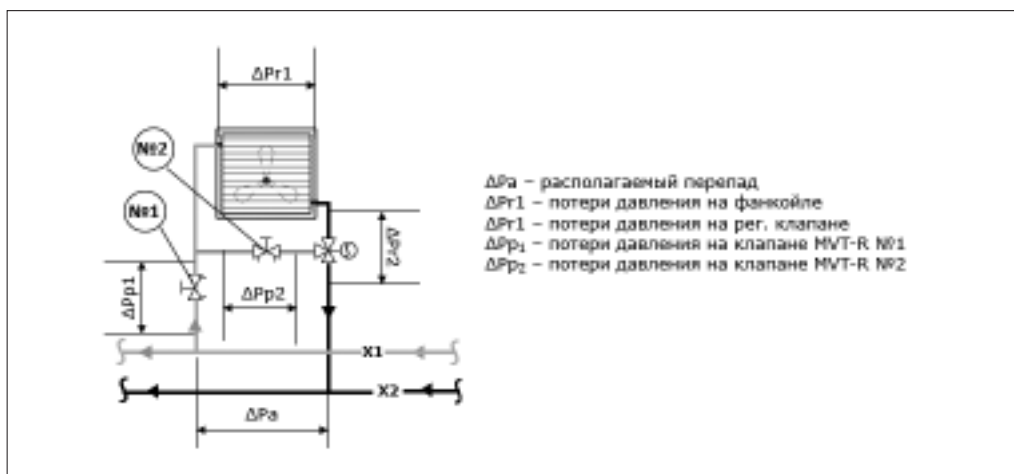 ΔPr1
№2
№1
ΔPr2
ΔPp1
ΔPp2
X1
X2
ΔPa
ΔPa – располагаемый перепад
ΔPr1 – потери давления на фанкойле
ΔPr1 – потери давления на рег. клапане
ΔPp₁ – потери давления на клапане MVT-R №1
ΔPp₂ – потери давления на клапане MVT-R №2